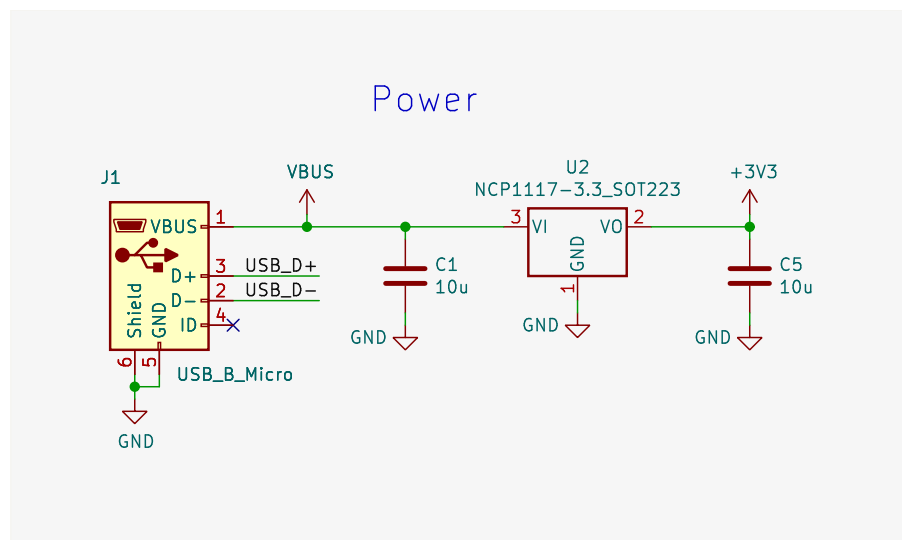 Power
J1
VBUS
U2
NCP1117-3.3_SOT223
+3V3
VBUS 1
3 VI
VO 2
D+ 3
USB_D+
D- 2
USB_D-
ID 4
Shield
GND
6
5
USB_B_Micro
GND
C1
10u
GND
GND
1
GND
C5
10u
GND